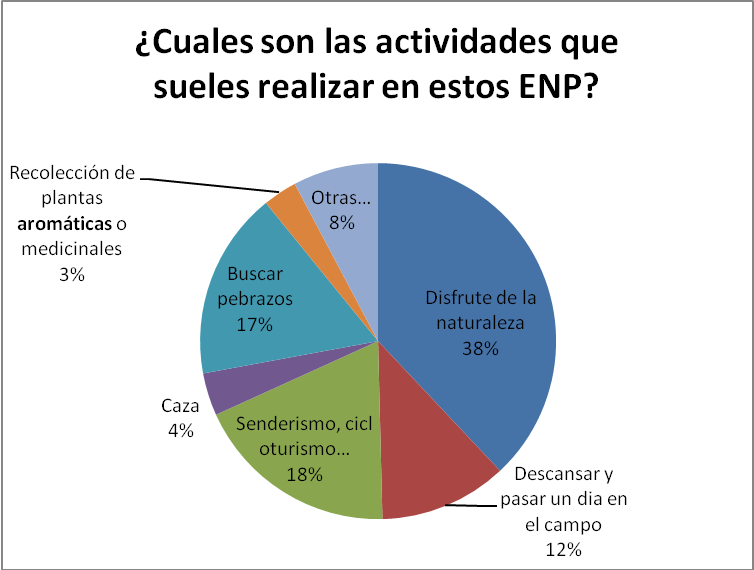 ¿Cuales son las actividades que
sueles realizar en estos ENP?
Recolección de
plantas
aromáticas o
medicinales
3%
Otras...
8%
Buscar
pebrazos
17%
Disfrute de la
naturaleza
38%
Caza
4%
Senderismo, cicl
oturismo...
18%
Descansar y
pasar un dia en
el campo
12%